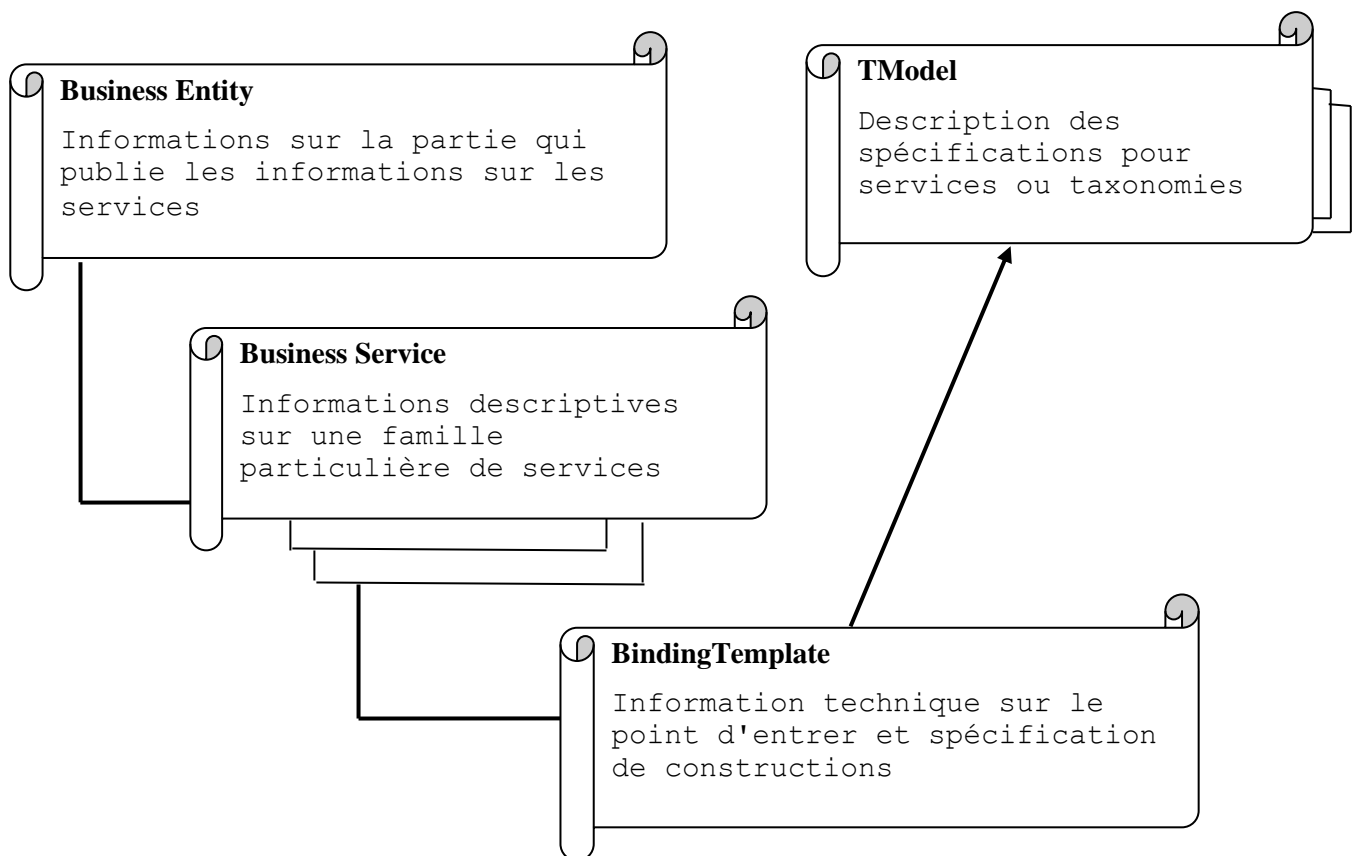 Business Entity
Informations sur la partie qui
publie les informations sur les
services
TModel
Description des
spécifications pour
services ou taxonomies
Business Service
Informations descriptives
sur une famille
particulière de services
BindingTemplate
Information technique sur le
point d'entrer et spécification
de constructions